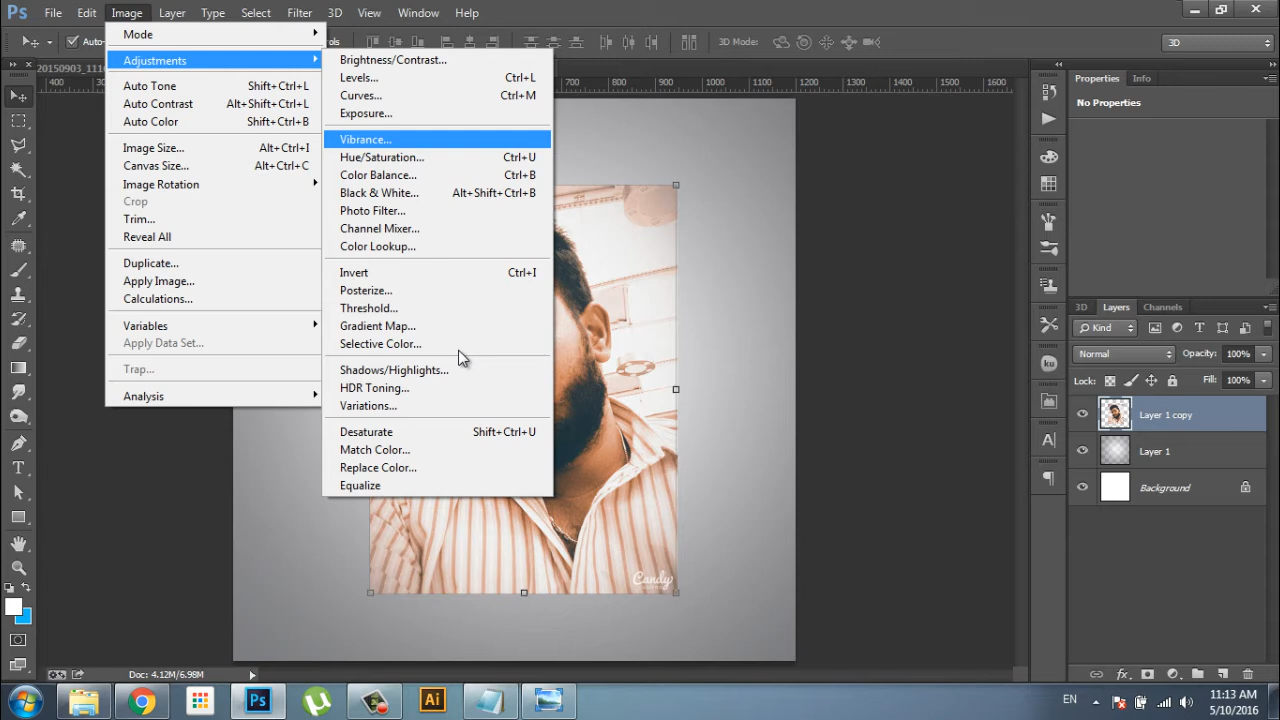 Ps File Edit Image Layer Type Select Filter 3D View Window Help
3D Modes: 3D
Mode
Adjustments
Auto Tone Shift+Ctrl+L
Auto Contrast Alt+Shift+Ctrl+L
Auto Color Shift+Ctrl+B
Image Size... Alt+Ctrl+I
Canvas Size... Alt+Ctrl+C
Image Rotation
Crop
Trim...
Reveal All
Duplicate...
Apply Image...
Calculations...
Variables
Apply Data Set...
Trap...
Analysis
Brightness/Contrast...
Levels... Ctrl+L
Curves... Ctrl+M
Exposure...
Vibrance...
Hue/Saturation... Ctrl+U
Color Balance... Ctrl+B
Black & White... Alt+Shift+Ctrl+B
Photo Filter...
Channel Mixer...
Color Lookup...
Invert Ctrl+I
Posterize...
Threshold...
Gradient Map...
Selective Color...
Shadows/Highlights...
HDR Toning...
Variations...
Desaturate Shift+Ctrl+U
Match Color...
Replace Color...
Equalize
400 700 800 900 1000 1100 1200 1300 1400 1500 1600
Candy
Properties Info
No Properties
3D Layers Channels
Kind
Normal Opacity: 100%
Lock: Fill: 100%
Layer 1 copy
Layer 1
Background
ku
Doc: 4.12M/6.98M
Ps Ai
EN
11:13 AM
5/10/2016